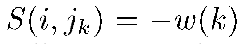 S(i, j_k) = -w(k)